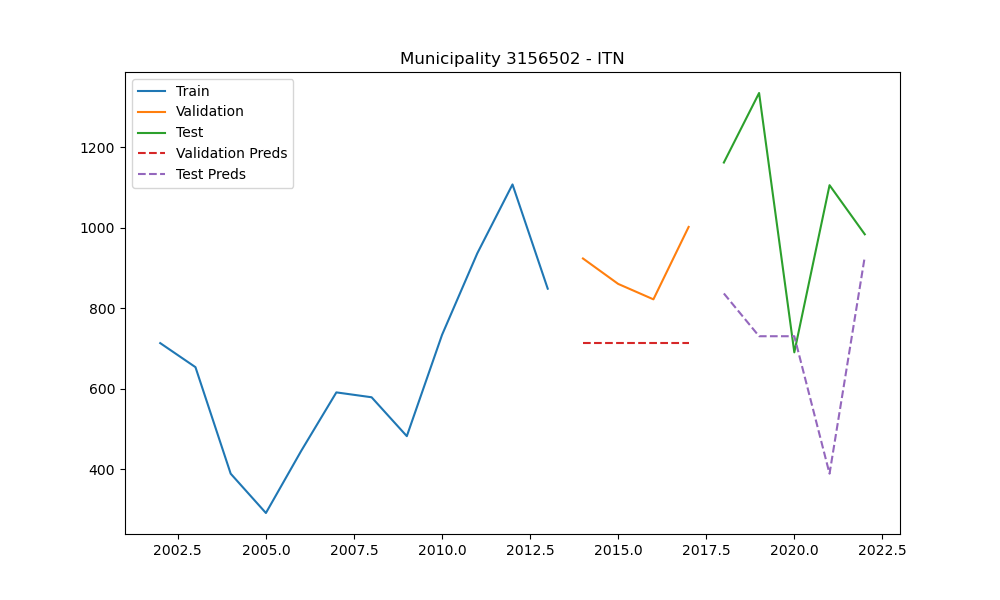 Municipality 3156502 - ITN
Train
Validation
Test
Validation Preds
Test Preds
1200
1000
800
600
400
2002.5 2005.0 2007.5 2010.0 2012.5 2015.0 2017.5 2020.0 2022.5